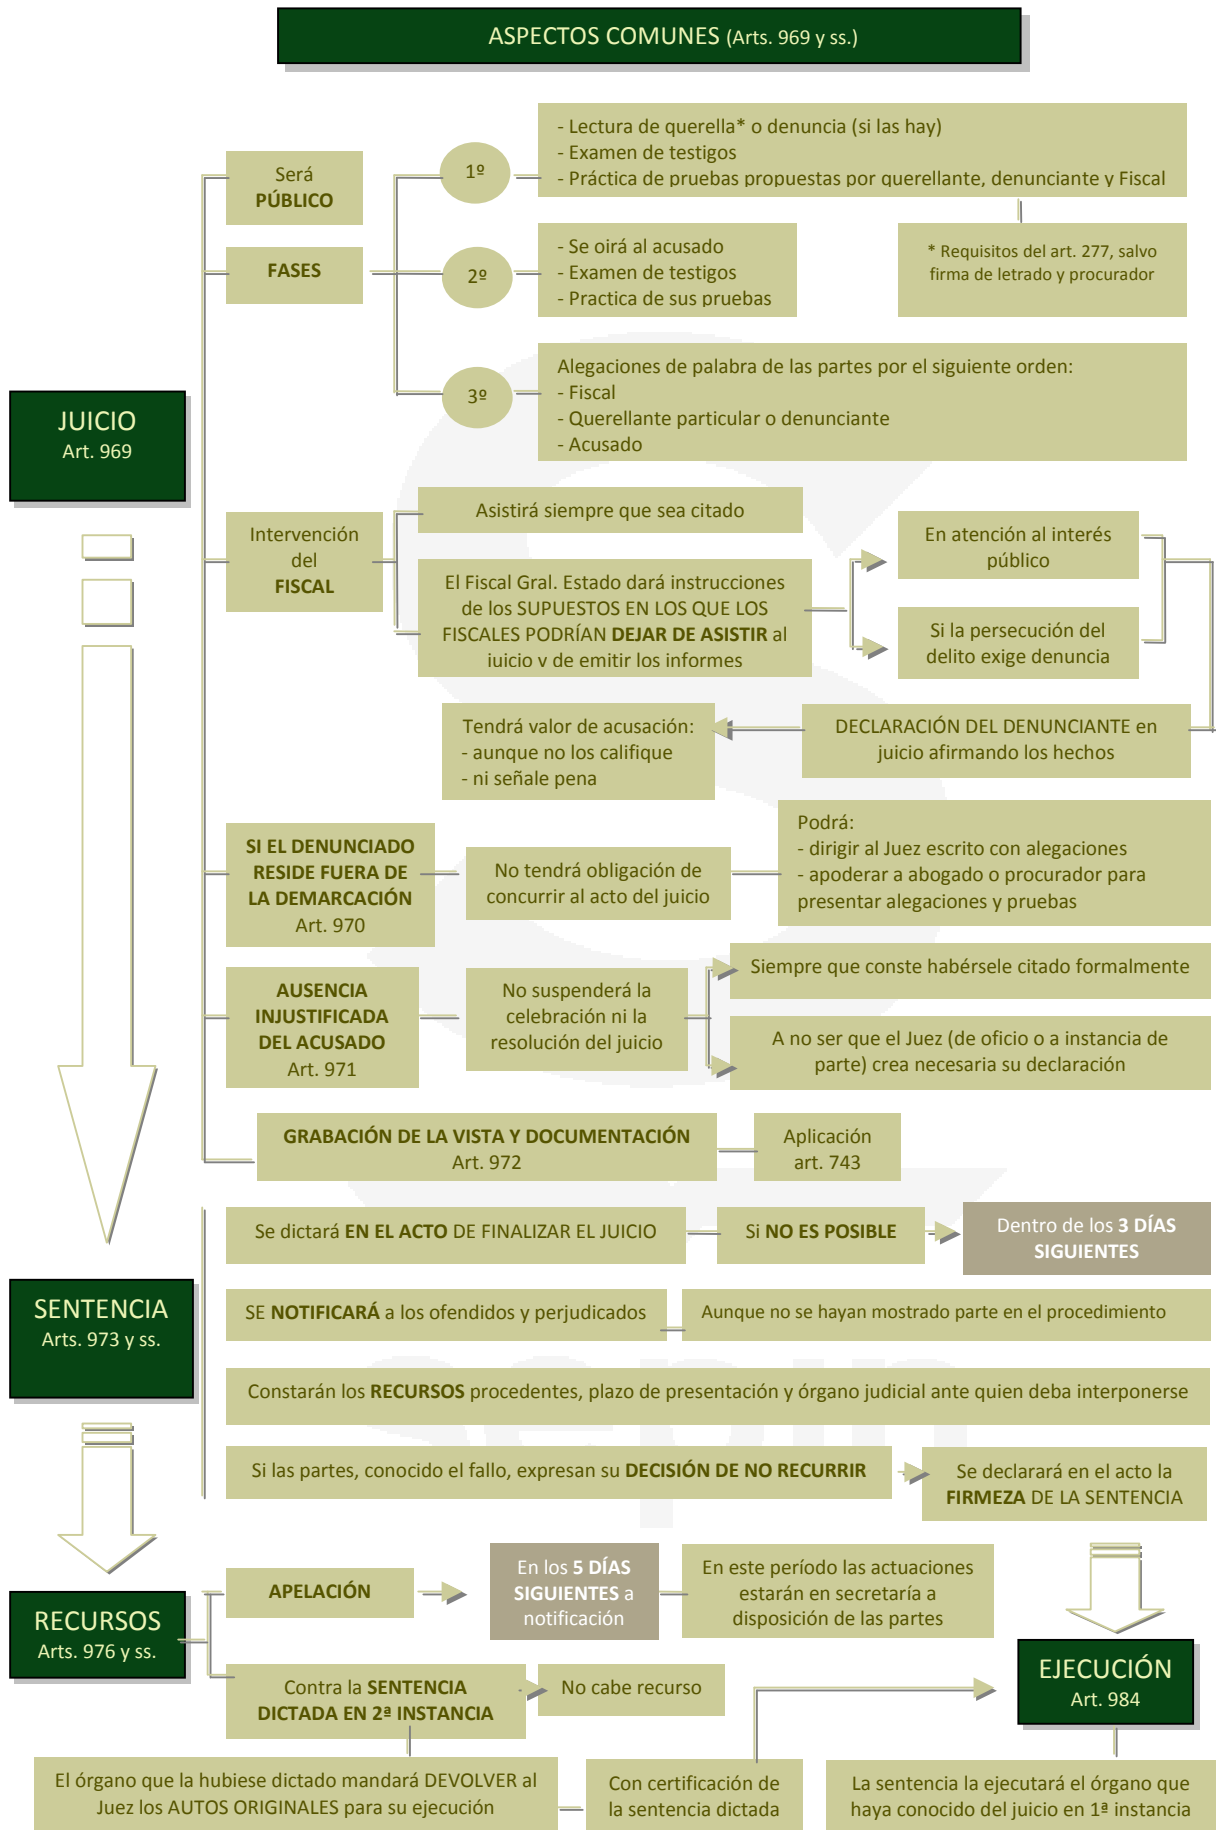 ASPECTOS COMUNES (Arts. 969 y ss.)
JUICIO
Art. 969
Será
PÚBLICO
FASES
1º
- Lectura de querella* o denuncia (si las hay)
- Examen de testigos
- Práctica de pruebas propuestas por querellante, denunciante y Fiscal
* Requisitos del art. 277, salvo
firma de letrado y procurador
2º
- Se oirá al acusado
- Examen de testigos
- Practica de sus pruebas
3º
Alegaciones de palabra de las partes por el siguiente orden:
- Fiscal
- Querellante particular o denunciante
- Acusado
Intervención
del
FISCAL
Asistirá siempre que sea citado
El Fiscal Gral. Estado dará instrucciones
de los SUPUESTOS EN LOS QUE LOS
FISCALES PODRÍAN DEJAR DE ASISTIR al
juicio y de emitir los informes
En atención al interés
público
Si la persecución del
delito exige denuncia
DECLARACIÓN DEL DENUNCIANTE en
juicio afirmando los hechos
Tendrá valor de acusación:
- aunque no los califique
- ni señale pena
SI EL DENUNCIADO
RESIDE FUERA DE
LA DEMARCACIÓN
Art. 970
No tendrá obligación de
concurrir al acto del juicio
Podrá:
- dirigir al Juez escrito con alegaciones
- apoderar a abogado o procurador para
presentar alegaciones y pruebas
AUSENCIA
INJUSTIFICADA
DEL ACUSADO
Art. 971
No suspenderá la
celebración ni la
resolución del juicio
Siempre que conste habérsele citado formalmente
A no ser que el Juez (de oficio o a instancia de
parte) crea necesaria su declaración
GRABACIÓN DE LA VISTA Y DOCUMENTACIÓN
Art. 972
Aplicación
art. 743
SENTENCIA
Arts. 973 y ss.
Se dictará EN EL ACTO DE FINALIZAR EL JUICIO
Si NO ES POSIBLE
Dentro de los 3 DÍAS
SIGUIENTES
SE NOTIFICARÁ a los ofendidos y perjudicados
Aunque no se hayan mostrado parte en el procedimiento
Constarán los RECURSOS procedentes, plazo de presentación y órgano judicial ante quien deba interponerse
Si las partes, conocido el fallo, expresan su DECISIÓN DE NO RECURRIR
Se declarará en el acto la
FIRMEZA DE LA SENTENCIA
RECURSOS
Arts. 976 y ss.
APELACIÓN
En los 5 DÍAS
SIGUIENTES a
notificación
En este período las actuaciones
estarán en secretaría a
disposición de las partes
Contra la SENTENCIA
DICTADA EN 2ª INSTANCIA
No cabe recurso
EJECUCIÓN
Art. 984
El órgano que la hubiese dictado mandará DEVOLVER al
Juez los AUTOS ORIGINALES para su ejecución
Con certificación de
la sentencia dictada
La sentencia la ejecutará el órgano que
haya conocido del juicio en 1ª instancia
sepin